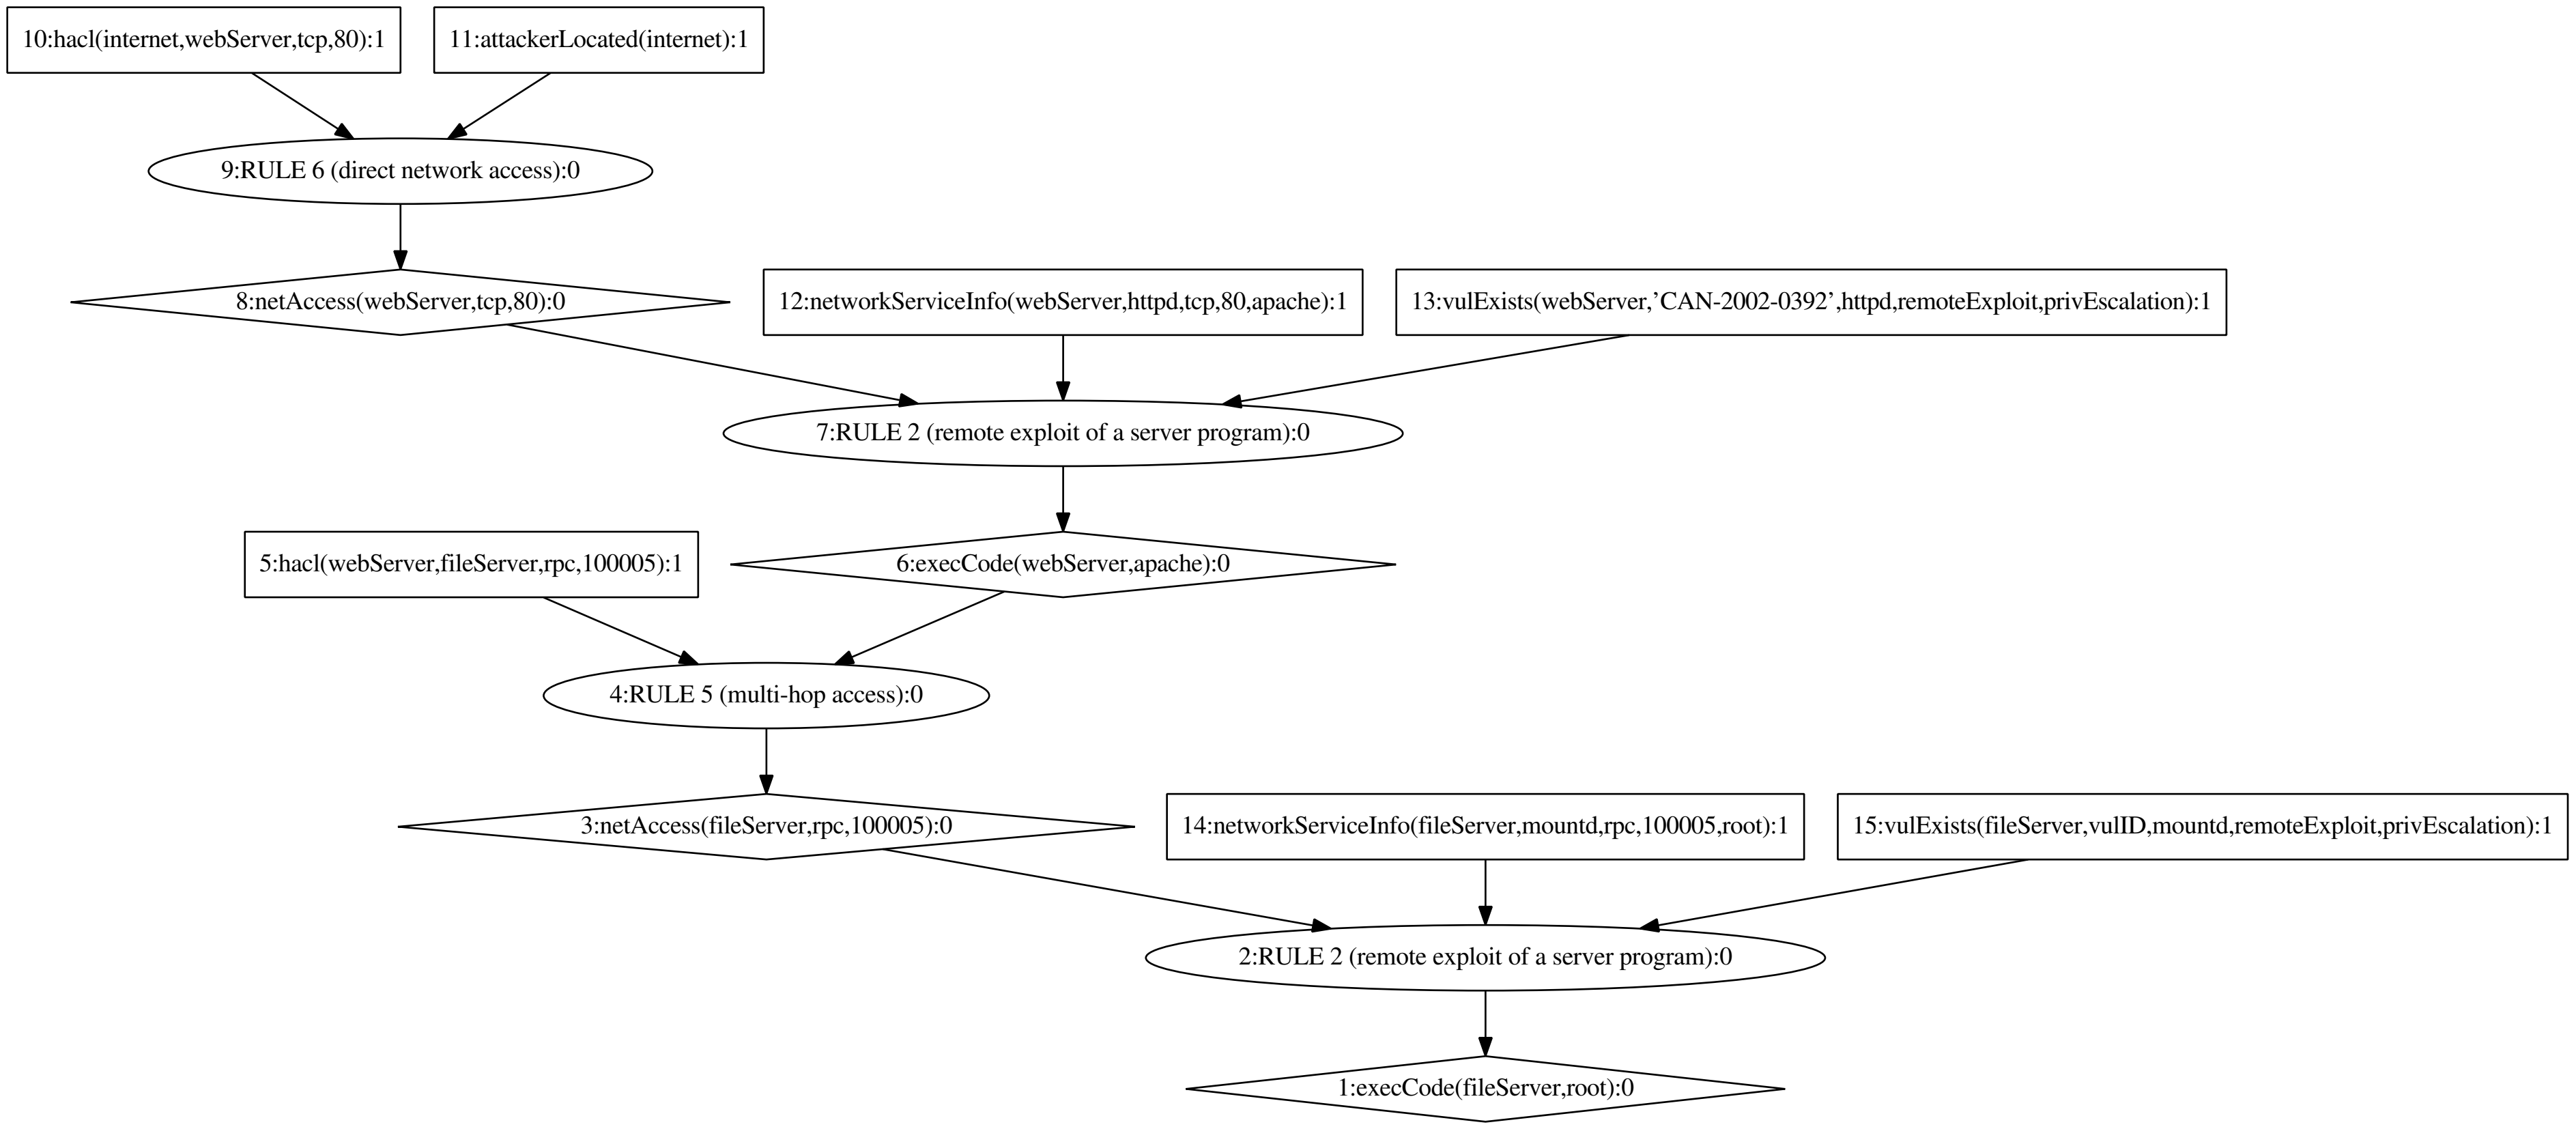 10:hacl(internet,webServer,tcp,80):1
11:attackerLocated(internet):1
9:RULE 6 (direct network access):0
8:netAccess(webServer,tcp,80):0
12:networkServiceInfo(webServer,httpd,tcp,80,apache):1
13:vulExists(webServer,’CAN-2002-0392’,httpd,remoteExploit,privEscalation):1
7:RULE 2 (remote exploit of a server program):0
5:hacl(webServer,fileServer,rpc,100005):1
6:execCode(webServer,apache):0
4:RULE 5 (multi-hop access):0
3:netAccess(fileServer,rpc,100005):0
14:networkServiceInfo(fileServer,mountd,rpc,100005,root):1
15:vulExists(fileServer,vulID,mountd,remoteExploit,privEscalation):1
2:RULE 2 (remote exploit of a server program):0
1:execCode(fileServer,root):0